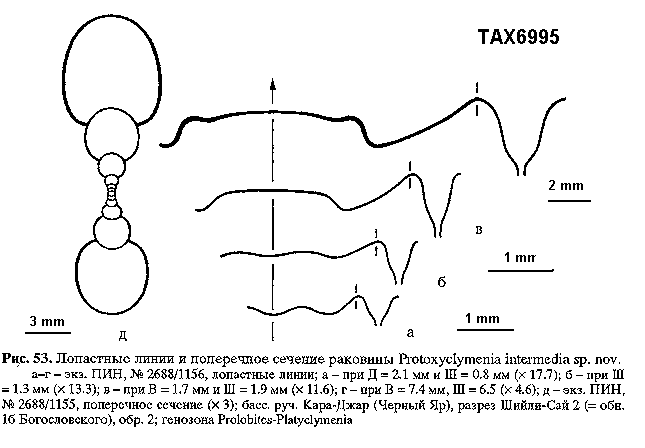 TAX6995
2 mm
в
1 mm
б
3 mm
1 mm
д
а
Рис. 53. Лопастные линии и поперечное сечение раковины Protoxyclymenia intermedia sp. nov.
а–г – экз. ПИН, № 2688/1156, лопастные линии; а – при Д = 2.1 мм и Ш = 0.8 мм (x 17.7); б – при Ш
= 1.3 мм (x 13.3); в – при В = 1.7 мм и Ш = 1.9 мм (x 11.6); г – при В = 7.4 мм, Ш = 6.5 (x 4.6); д – экз. ПИН,
№ 2688/1155, поперечное сечение (x 3); басс. руч. Кара-Джар (Черный Яр), разрез Шийли-Сай 2 (= обн.
1б Богословского), обр. 2; генозона Prolobites-Platyclymenia